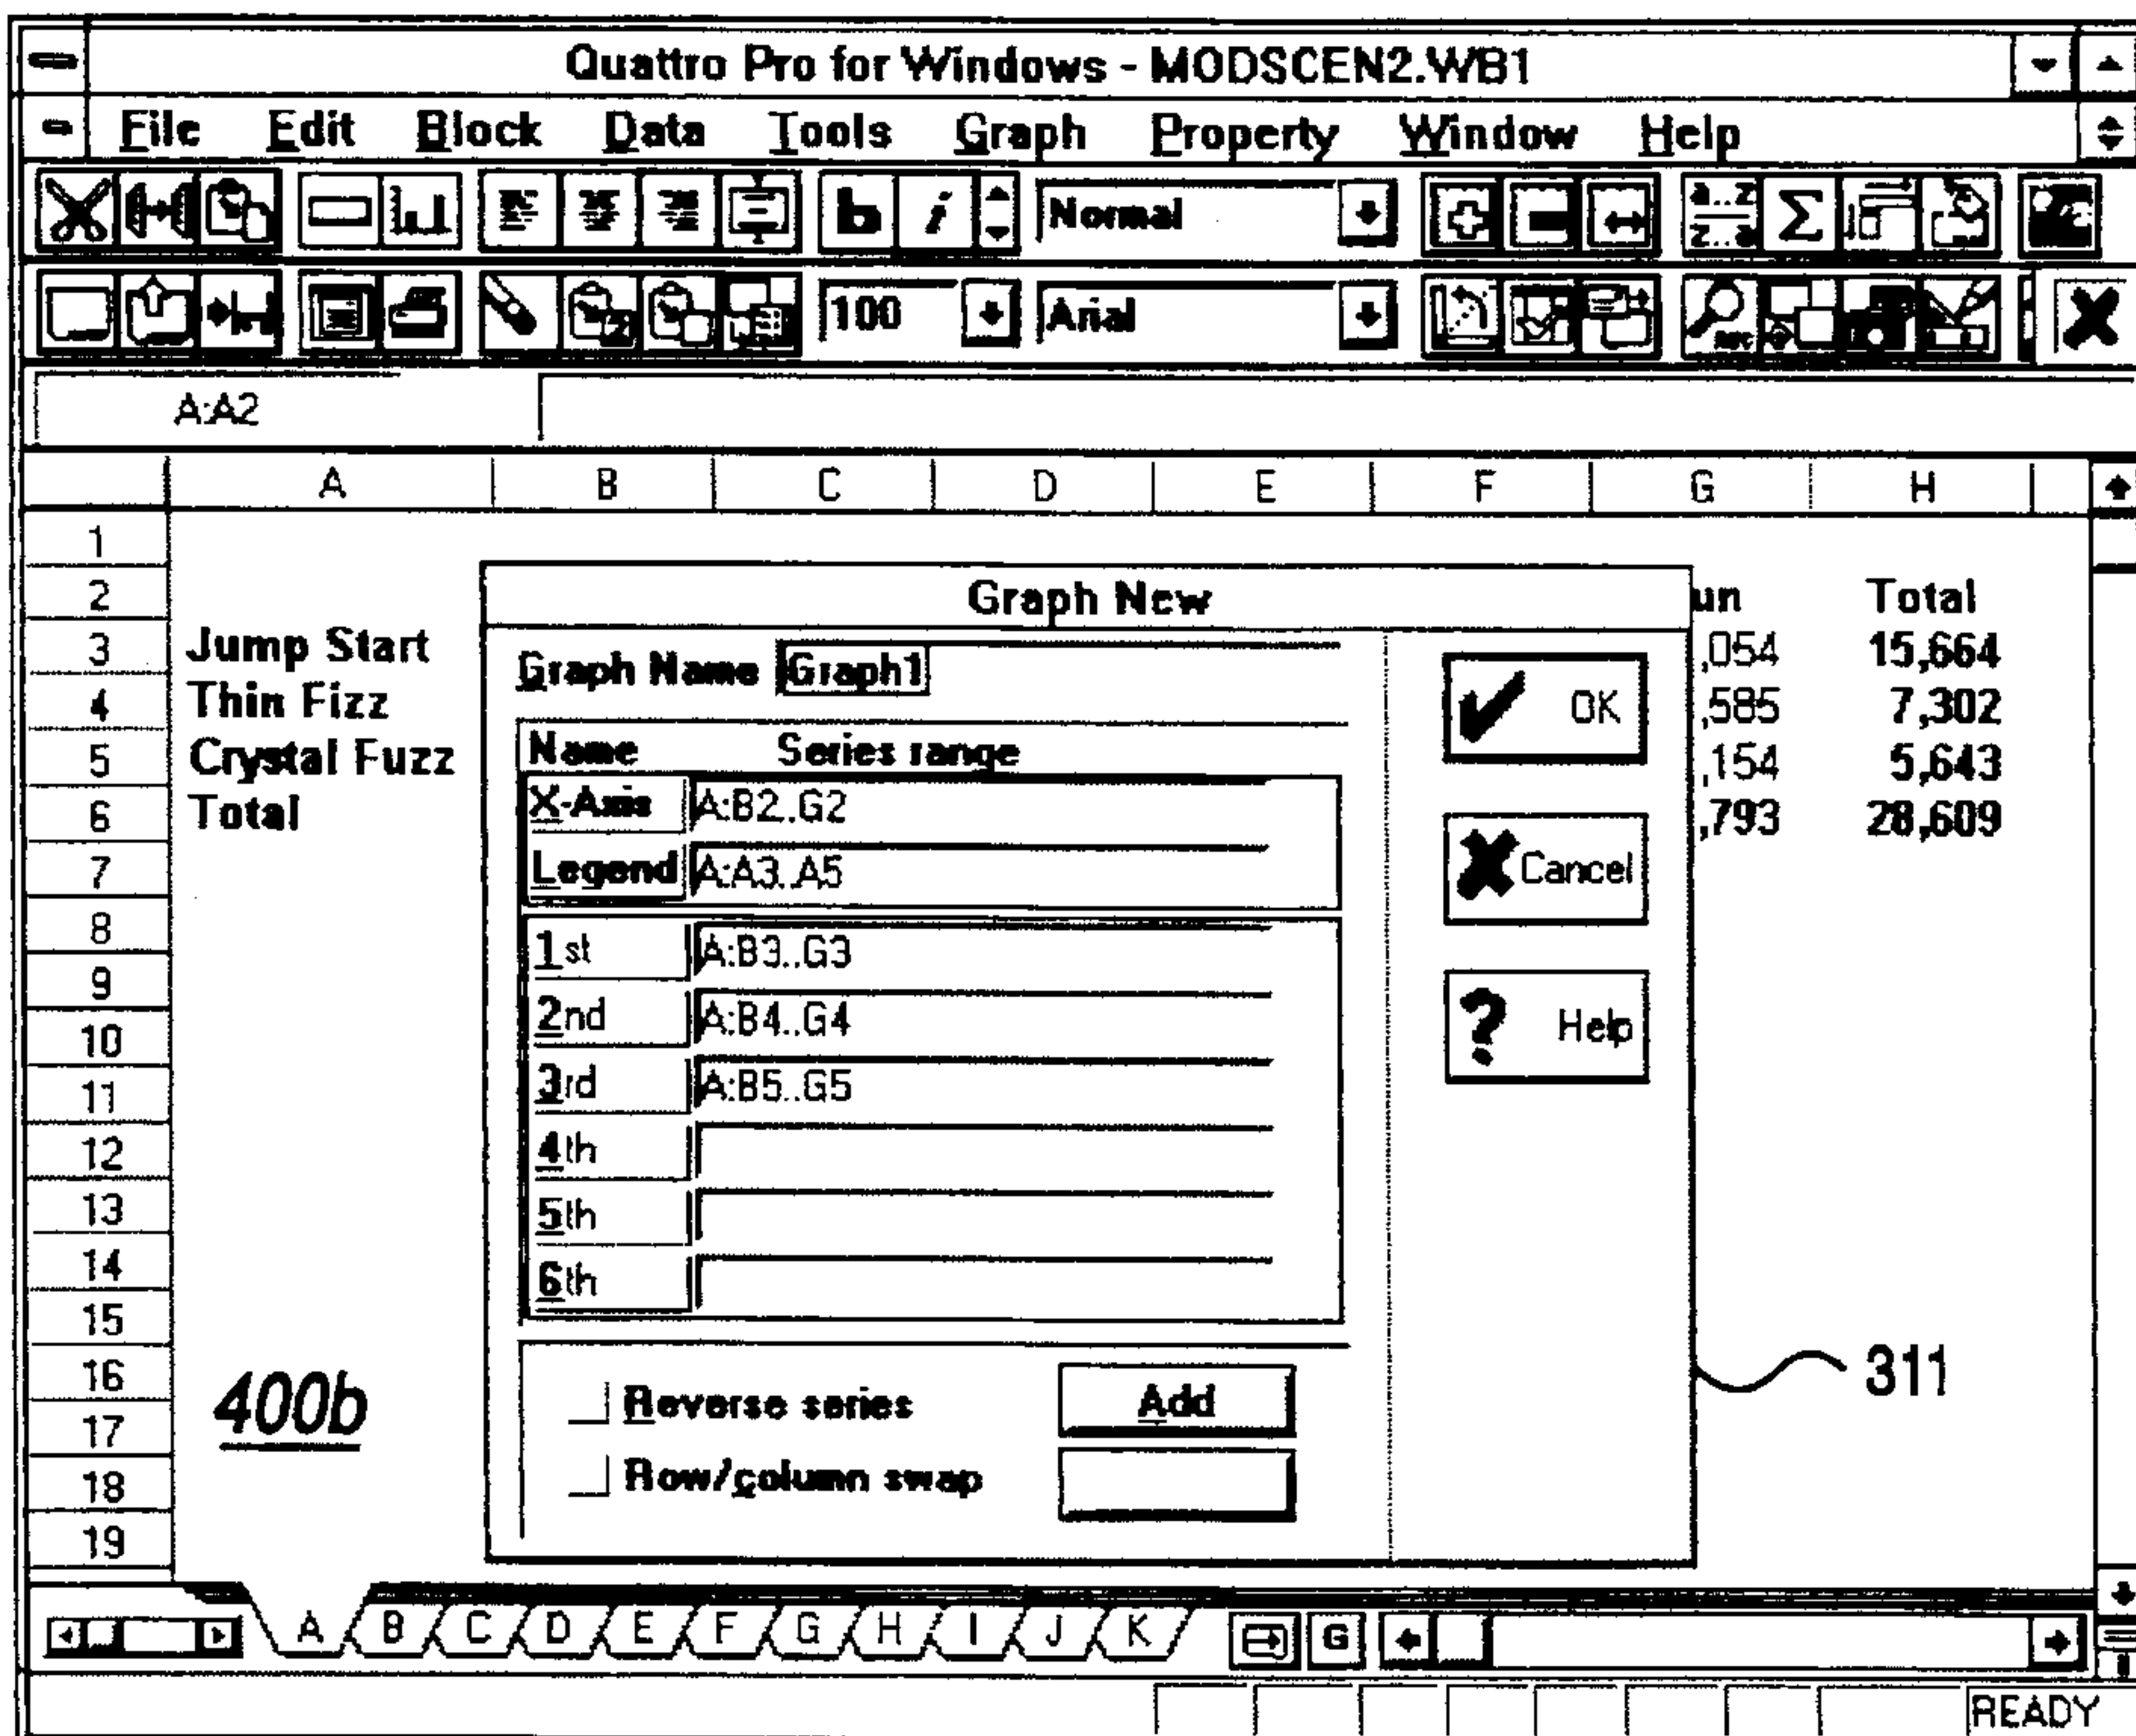 Quattro Pro for Windows - MODSCEN2.WB1
File Edit Block Data Tools Graph Property Window Help
b i Normal a..z z..a Σ
100 Arial
A:A2
A B C D E F G H
1
2 un Total
3 Jump Start ,054 15,664
4 Thin Fizz ,585 7,302
5 Crystal Fuzz ,154 5,643
6 Total ,793 28,609
7
8
9
10
11
12
13
14
15
16
17
18
19
Graph New
Graph Name Graph1
Name Series range
X-Axis A:B2..G2
Legend A:A3..A5
1st A:B3..G3
2nd A:B4..G4
3rd A:B5..G5
4th
5th
6th
Reverse series Add
Row/column swap
OK
Cancel
? Help
400b
311
A B C D E F G H I J K G
READY